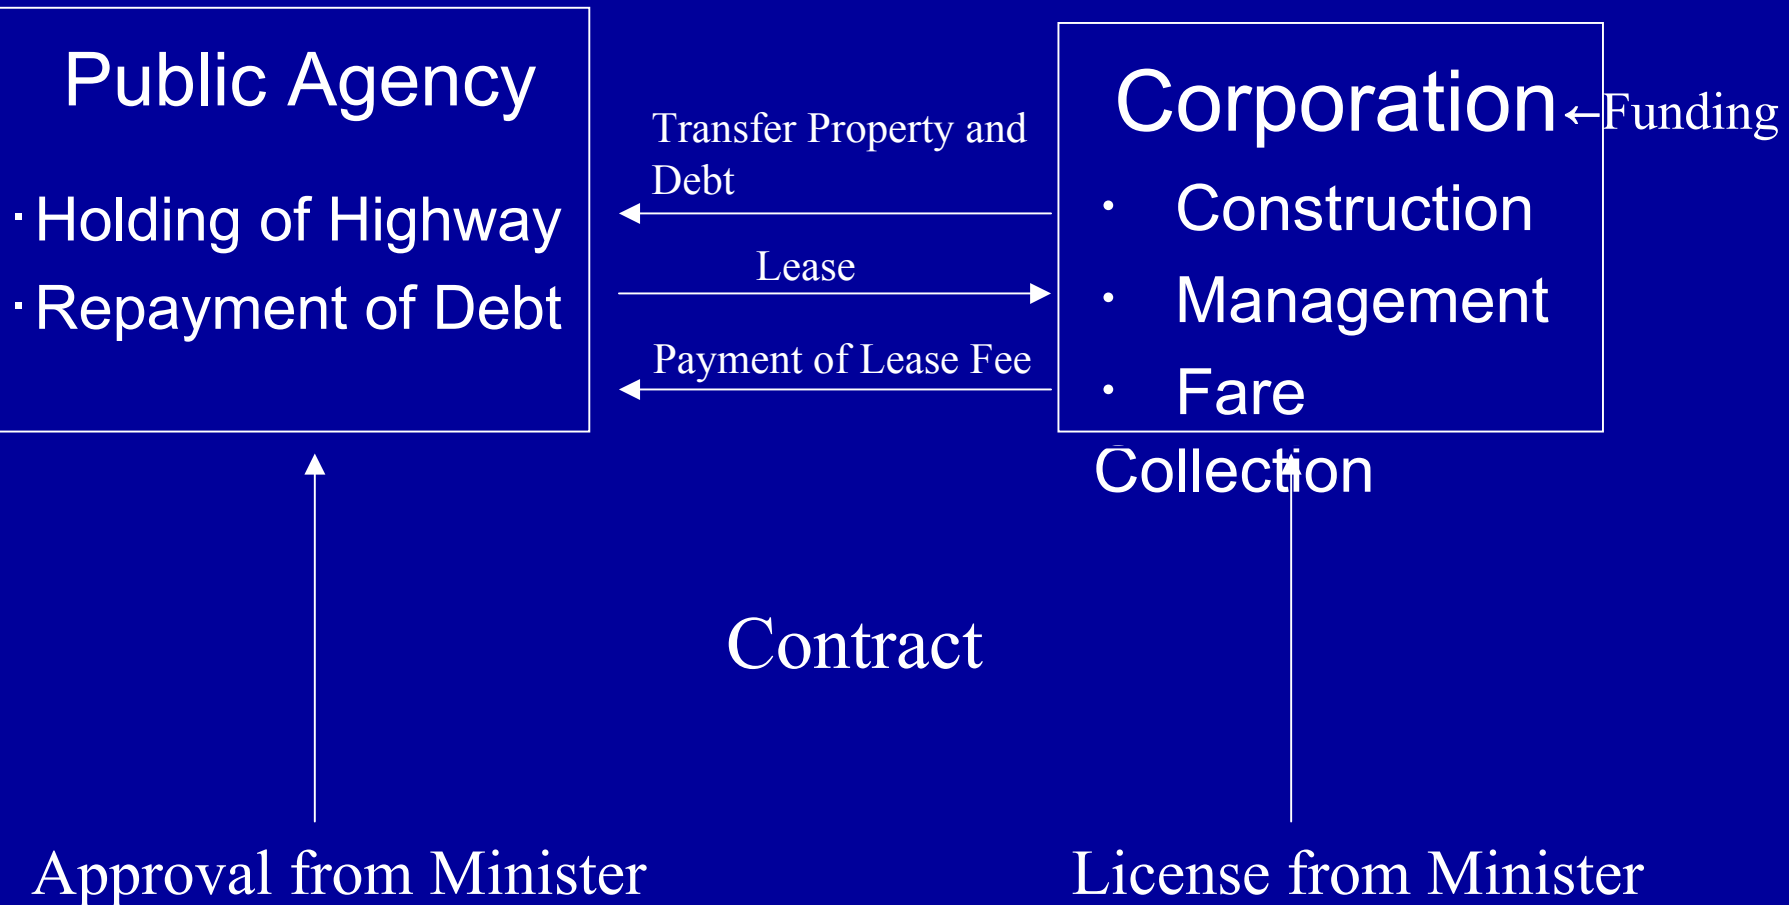 Public Agency
・Holding of Highway
・Repayment of Debt
Transfer Property and
Debt
Lease
Payment of Lease Fee
Corporation
←Funding
・ Construction
・ Management
・ Fare
Collection
Contract
Approval from Minister
License from Minister